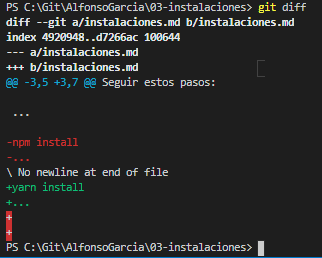 PS C:\Git\AlfonsoGarcia\03-instalaciones> git diff
diff --git a/instalaciones.md b/instalaciones.md
index 4920948..d7266ac 100644
--- a/instalaciones.md
+++ b/instalaciones.md
@@ -3,5 +3,7 @@ Seguir estos pasos:
 ...
-npm install
-...
\ No newline at end of file
+yarn install
+...
+
+
PS C:\Git\AlfonsoGarcia\03-instalaciones>